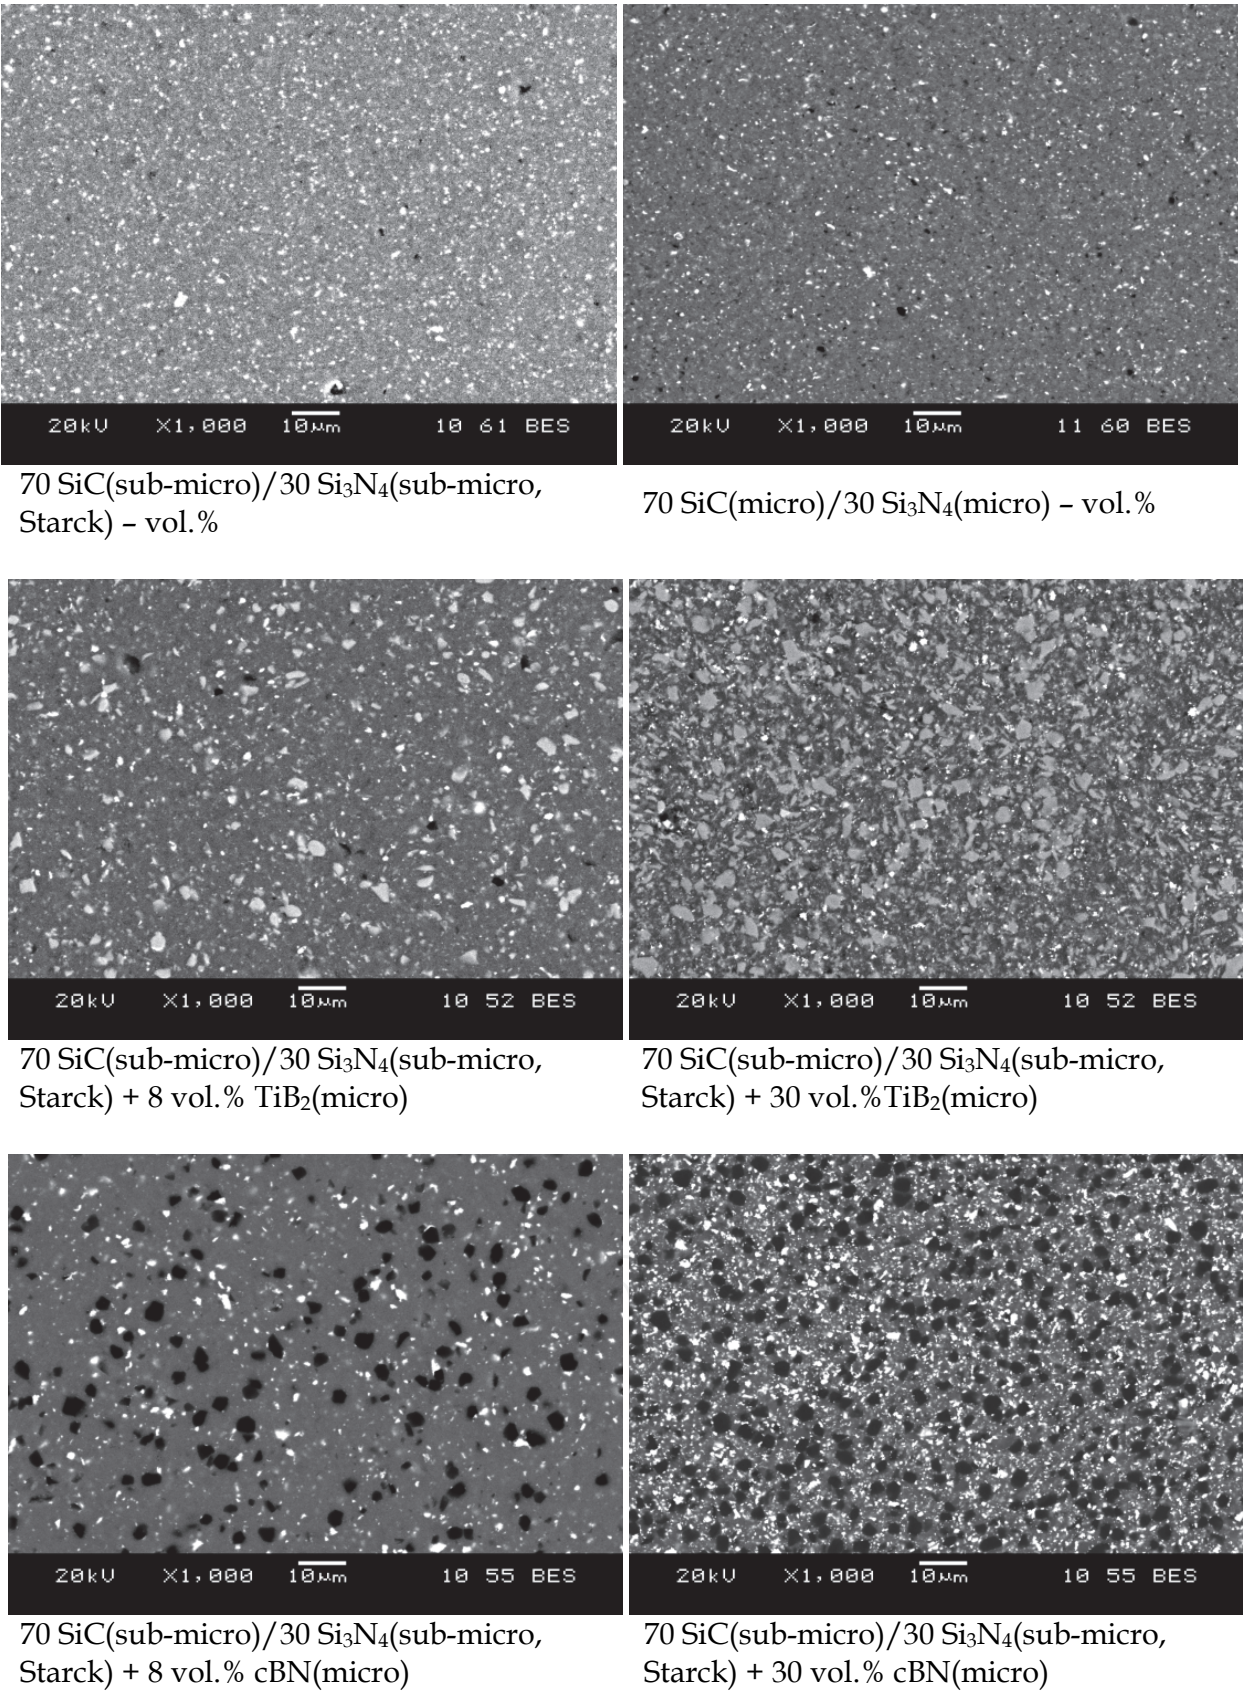 20kV X1,000 10μm 10 61 BES
20kV X1,000 10μm 11 60 BES
70 SiC(sub-micro)/30 Si₃N₄(sub-micro,
Starck) – vol.%
70 SiC(micro)/30 Si₃N₄(micro) – vol.%
20kV X1,000 10μm 10 52 BES
20kV X1,000 10μm 10 52 BES
70 SiC(sub-micro)/30 Si₃N₄(sub-micro,
Starck) + 8 vol.% TiB₂(micro)
70 SiC(sub-micro)/30 Si₃N₄(sub-micro,
Starck) + 30 vol.%TiB₂(micro)
20kV X1,000 10μm 10 55 BES
20kV X1,000 10μm 10 55 BES
70 SiC(sub-micro)/30 Si₃N₄(sub-micro,
Starck) + 8 vol.% cBN(micro)
70 SiC(sub-micro)/30 Si₃N₄(sub-micro,
Starck) + 30 vol.% cBN(micro)